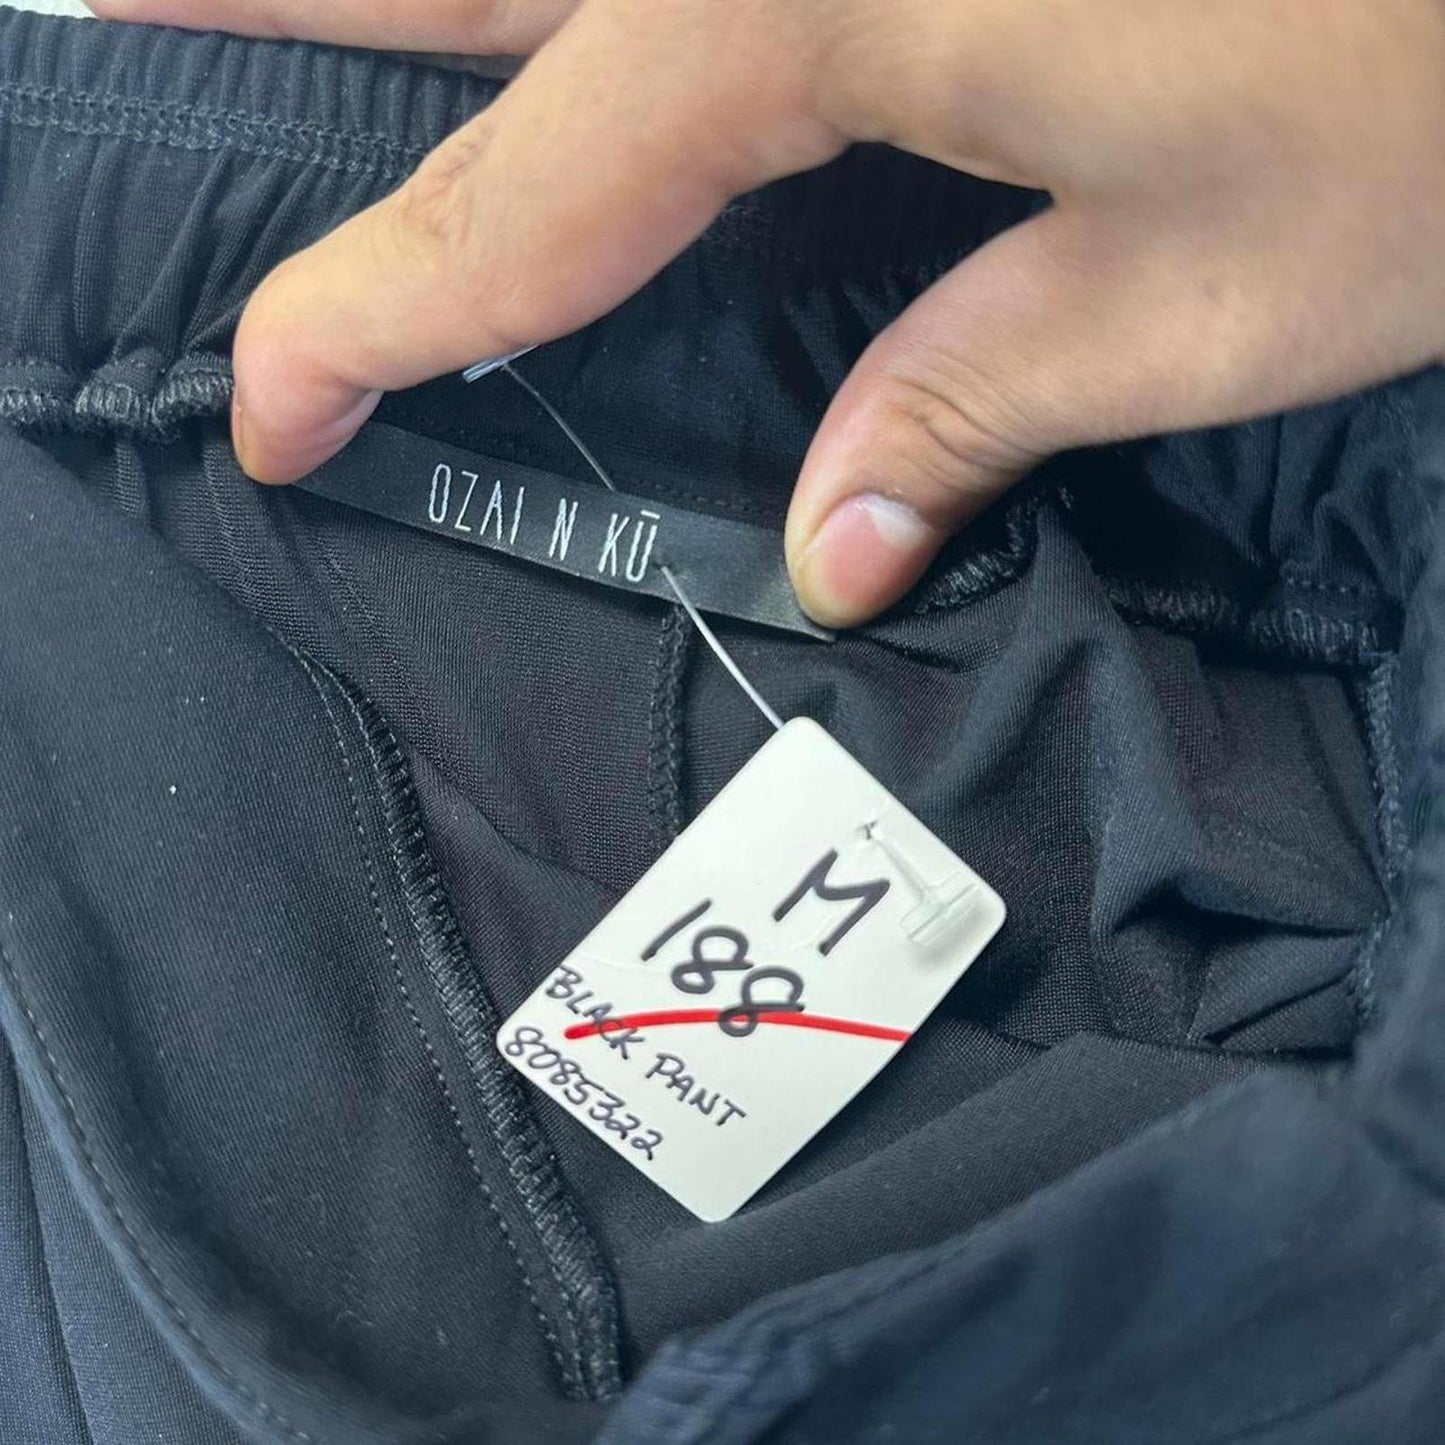 OZAI N KŪ
M
188
BLACK PANT
8085322